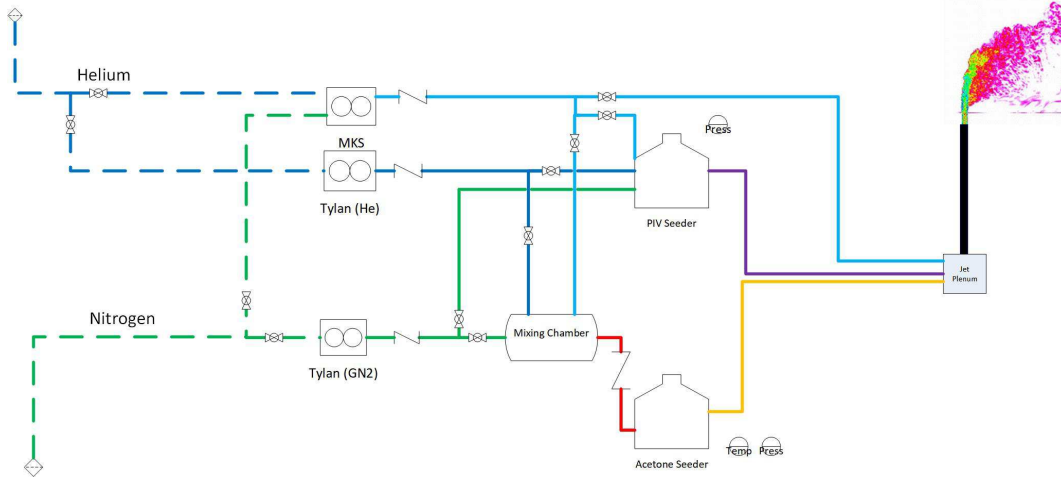 Helium
MKS
Press
Tylan (He)
PIV Seeder
Jet
Plenum
Nitrogen
Mixing Chamber
Tylan (GN2)
Temp
Press
Acetone Seeder